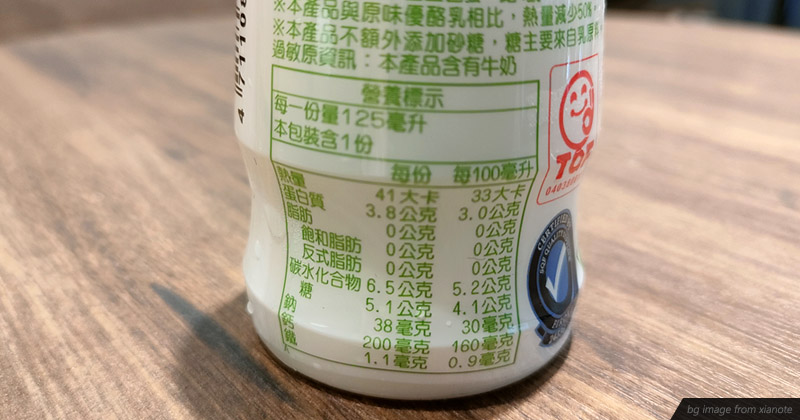 ※本產品與原味優酪乳相比，熱量減少50%。
※本產品不額外添加砂糖，糖主要來自乳原料
過敏原資訊：本產品含有牛奶
營養標示
每一份量125毫升
本包裝含1份
每份 每100毫升
熱量 41大卡 33大卡
蛋白質 3.8公克 3.0公克
脂肪 0公克 0公克
飽和脂肪 0公克 0公克
反式脂肪 0公克 0公克
碳水化合物 6.5公克 5.2公克
糖 5.1公克 4.1公克
鈉 38毫克 30毫克
鈣 200毫克 160毫克
鐵 1.1毫克 0.9毫克
TQF
CERTIFIED
bg image from xianote